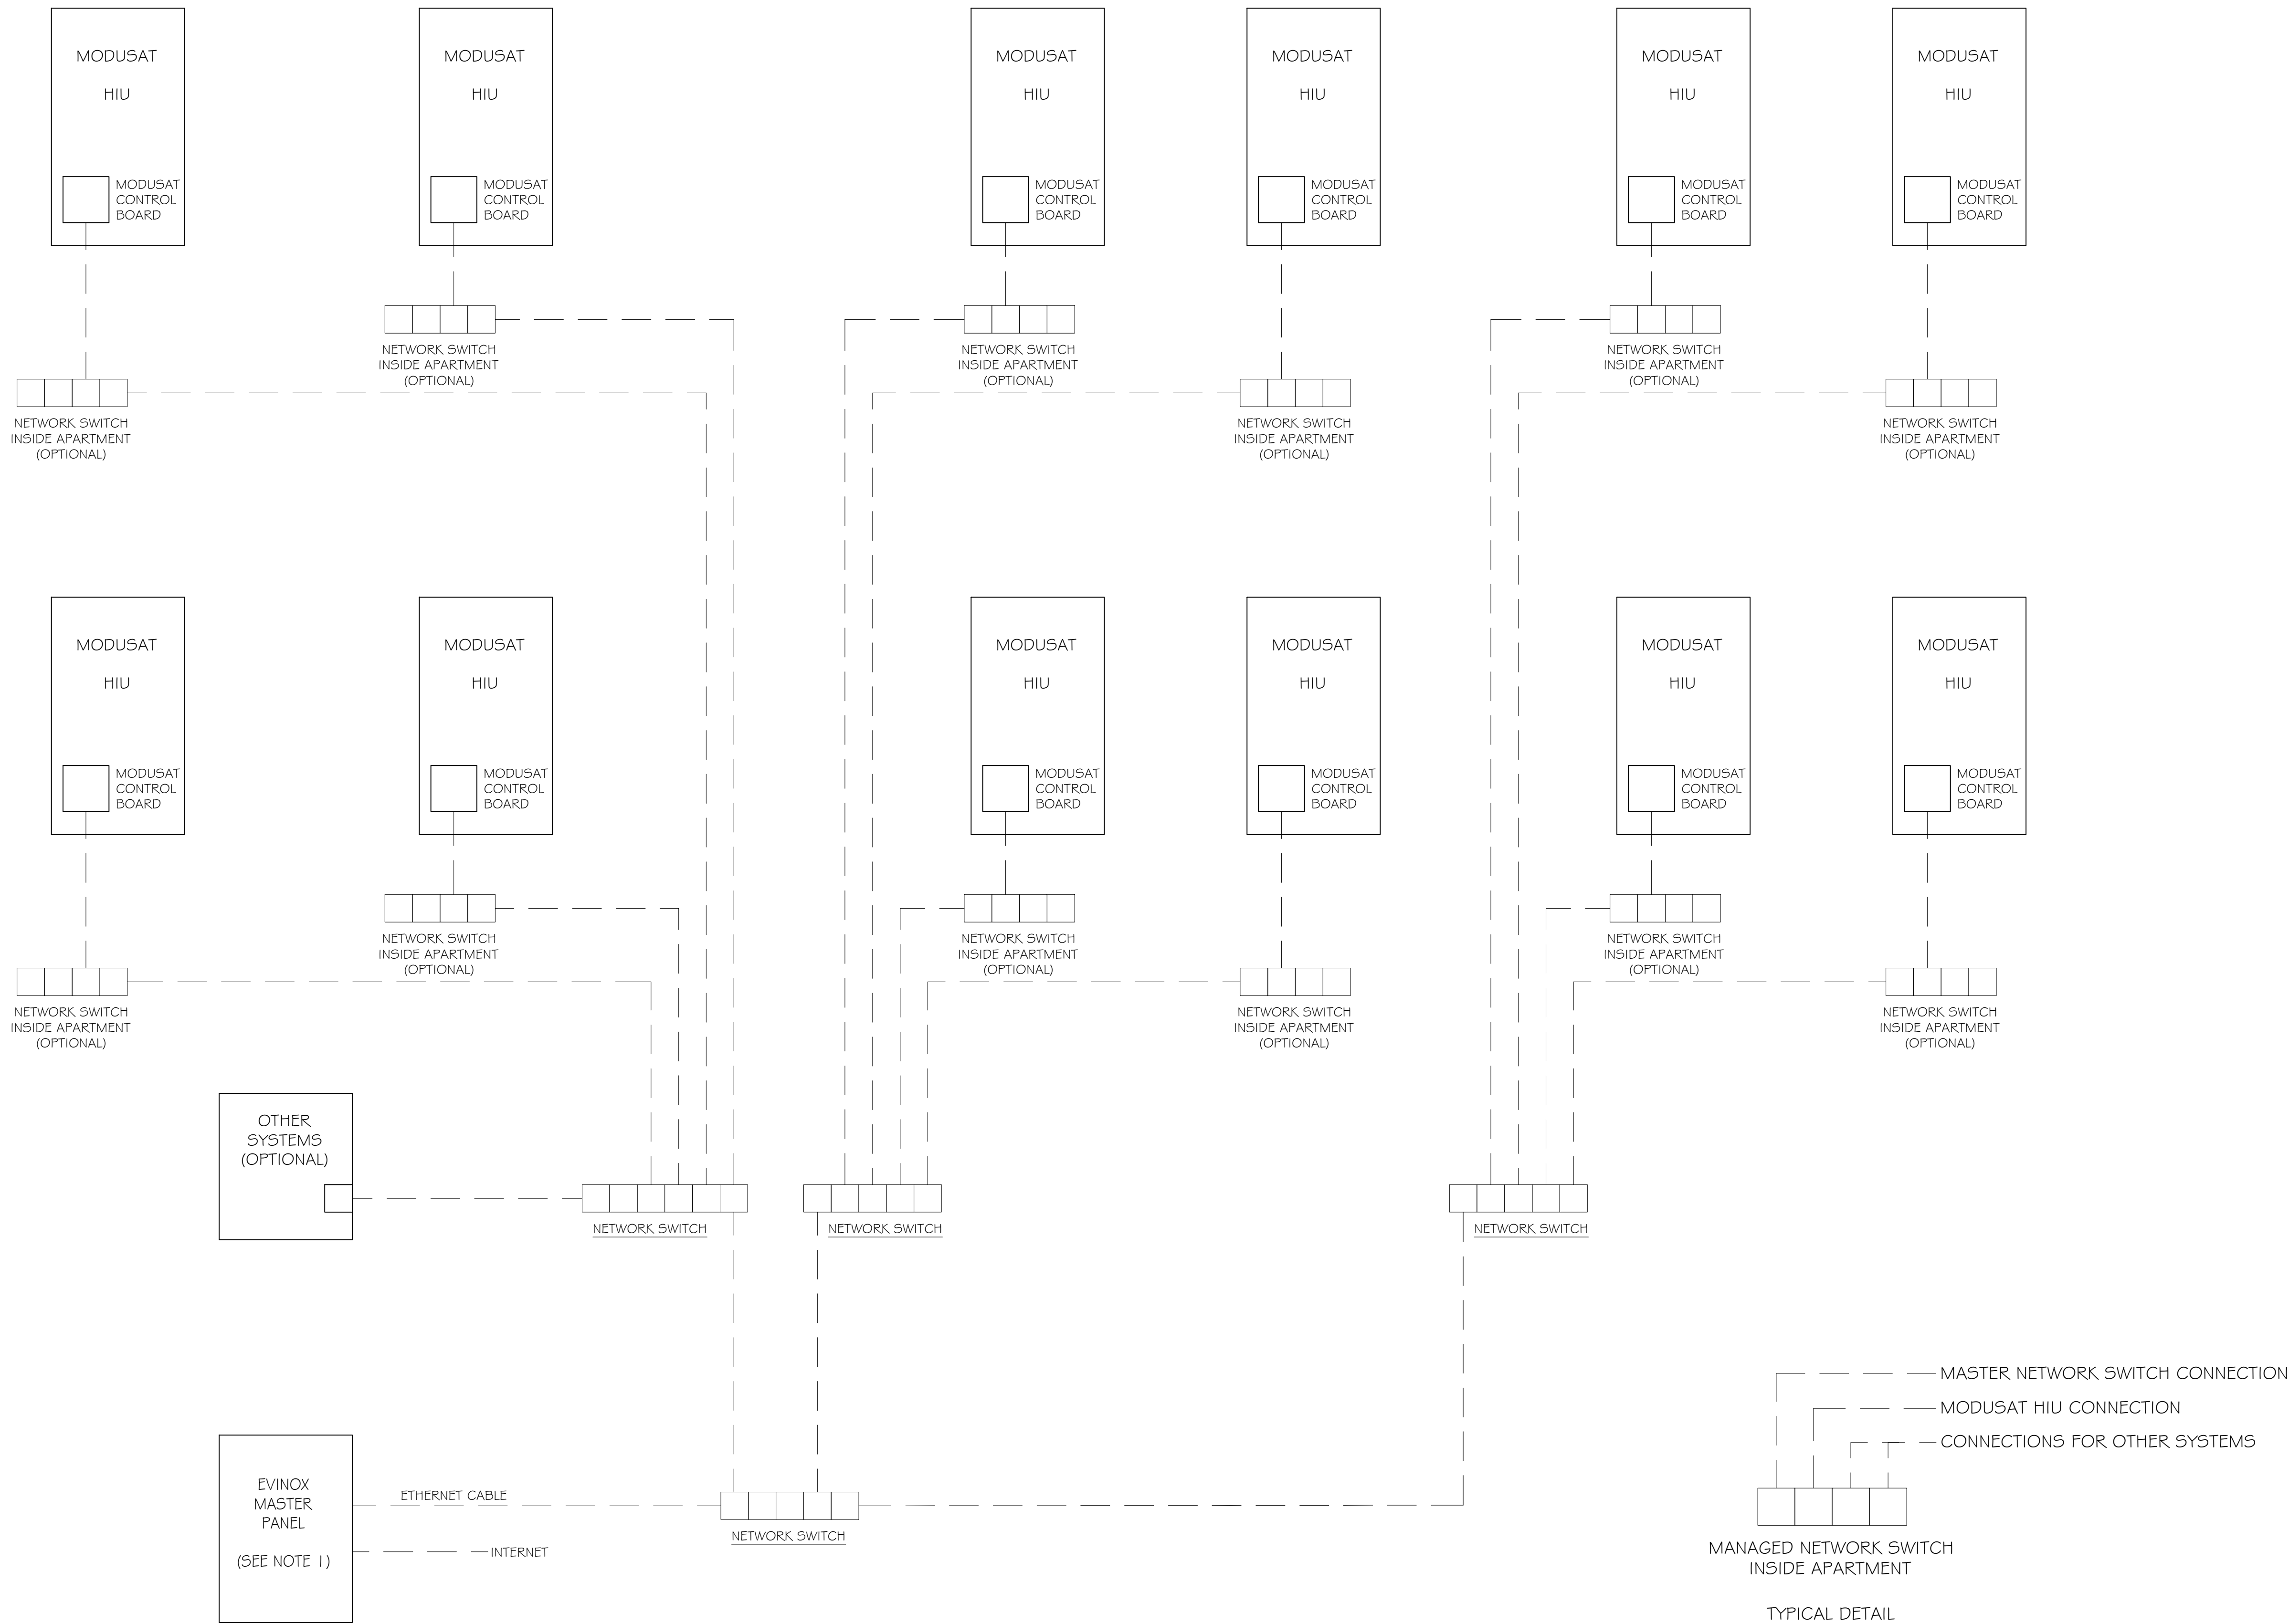 MODUSAT
HIU
MODUSAT
CONTROL
BOARD
NETWORK SWITCH
INSIDE APARTMENT
(OPTIONAL)
MODUSAT
HIU
MODUSAT
CONTROL
BOARD
NETWORK SWITCH
INSIDE APARTMENT
(OPTIONAL)
MODUSAT
HIU
MODUSAT
CONTROL
BOARD
NETWORK SWITCH
INSIDE APARTMENT
(OPTIONAL)
MODUSAT
HIU
MODUSAT
CONTROL
BOARD
NETWORK SWITCH
INSIDE APARTMENT
(OPTIONAL)
MODUSAT
HIU
MODUSAT
CONTROL
BOARD
NETWORK SWITCH
INSIDE APARTMENT
(OPTIONAL)
MODUSAT
HIU
MODUSAT
CONTROL
BOARD
NETWORK SWITCH
INSIDE APARTMENT
(OPTIONAL)
MODUSAT
HIU
MODUSAT
CONTROL
BOARD
NETWORK SWITCH
INSIDE APARTMENT
(OPTIONAL)
MODUSAT
HIU
MODUSAT
CONTROL
BOARD
NETWORK SWITCH
INSIDE APARTMENT
(OPTIONAL)
MODUSAT
HIU
MODUSAT
CONTROL
BOARD
NETWORK SWITCH
INSIDE APARTMENT
(OPTIONAL)
MODUSAT
HIU
MODUSAT
CONTROL
BOARD
NETWORK SWITCH
INSIDE APARTMENT
(OPTIONAL)
MODUSAT
HIU
MODUSAT
CONTROL
BOARD
NETWORK SWITCH
INSIDE APARTMENT
(OPTIONAL)
MODUSAT
HIU
MODUSAT
CONTROL
BOARD
NETWORK SWITCH
INSIDE APARTMENT
(OPTIONAL)
OTHER
SYSTEMS
(OPTIONAL)
NETWORK SWITCH
NETWORK SWITCH
NETWORK SWITCH
EVINOX
MASTER
PANEL
(SEE NOTE 1)
ETHERNET CABLE
INTERNET
NETWORK SWITCH
MASTER NETWORK SWITCH CONNECTION
MODUSAT HIU CONNECTION
CONNECTIONS FOR OTHER SYSTEMS
MANAGED NETWORK SWITCH
INSIDE APARTMENT
TYPICAL DETAIL